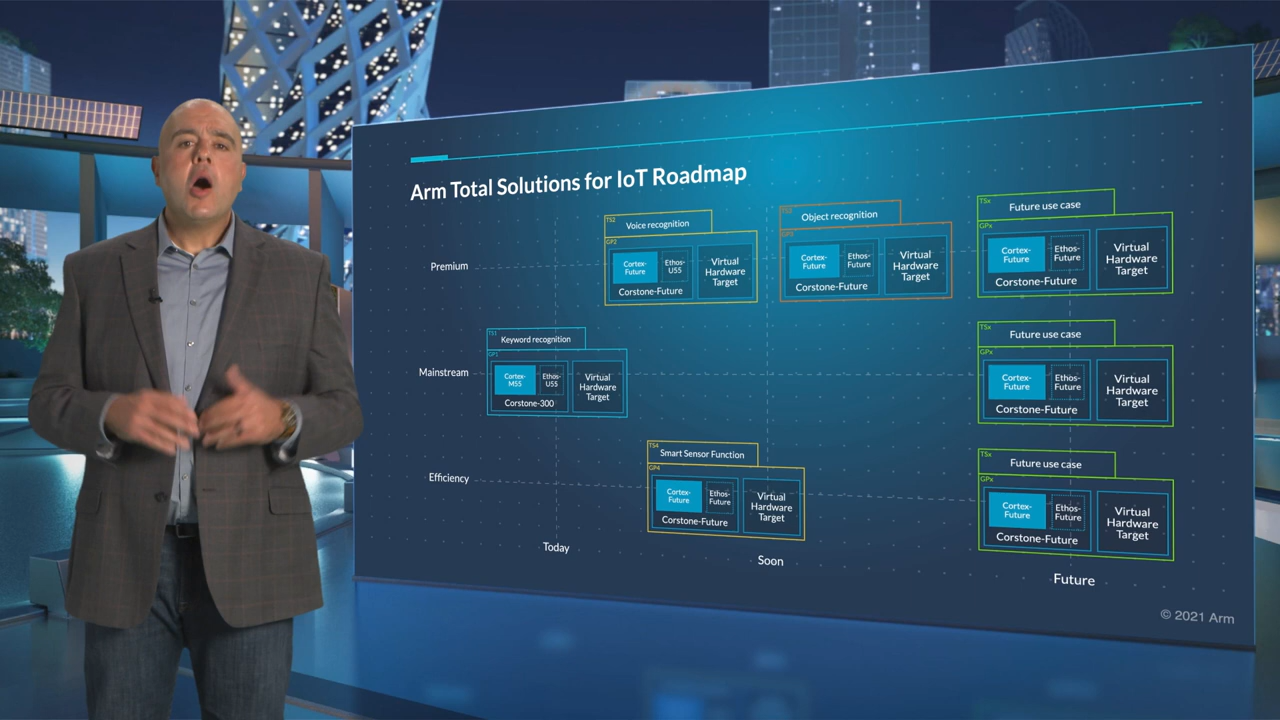 Arm Total Solutions for IoT Roadmap
Premium
TS2
Voice recognition
GP2
Cortex-
Future
Ethos-
U55
Corstone-Future
Virtual
Hardware
Target
Object recognition
Cortex-
Future
Ethos-
Future
Corstone-Future
Virtual
Hardware
Target
TSx
Future use case
GPx
Cortex-
Future
Ethos-
Future
Corstone-Future
Virtual
Hardware
Target
Mainstream
TS1
Keyword recognition
GP1
Cortex-
M55
Ethos-
U55
Corstone-300
Virtual
Hardware
Target
TSx
Future use case
GPx
Cortex-
Future
Ethos-
Future
Corstone-Future
Virtual
Hardware
Target
Efficiency
TS4
Smart Sensor Function
GP4
Cortex-
Future
Ethos-
Future
Corstone-Future
Virtual
Hardware
Target
TSx
Future use case
GPx
Cortex-
Future
Ethos-
Future
Corstone-Future
Virtual
Hardware
Target
Today
Soon
Future
© 2021 Arm